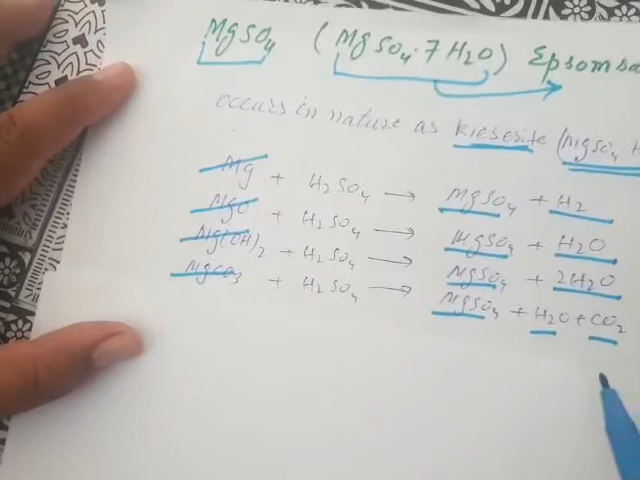 MgSO₄ (MgSO₄·7H₂O) Epsom
occurs in nature as kieserite (MgSO₄·H
Mg + H₂SO₄ → MgSO₄ + H₂
MgO + H₂SO₄ → MgSO₄ + H₂O
Mg(OH)₂ + H₂SO₄ → MgSO₄ + 2H₂O
MgCO₃ + H₂SO₄ → MgSO₄ + H₂O + CO₂